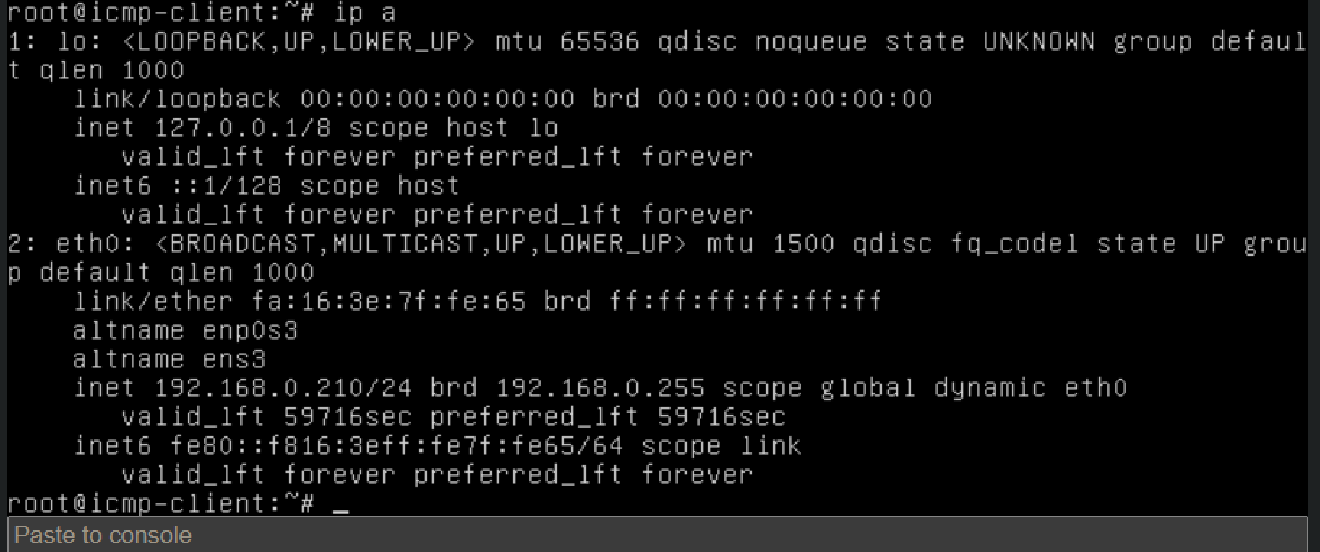 root@icmp-client:~# ip a
1: lo: <LOOPBACK,UP,LOWER_UP> mtu 65536 qdisc noqueue state UNKNOWN group defaul
t qlen 1000
    link/loopback 00:00:00:00:00:00 brd 00:00:00:00:00:00
    inet 127.0.0.1/8 scope host lo
       valid_lft forever preferred_lft forever
    inet6 ::1/128 scope host
       valid_lft forever preferred_lft forever
2: eth0: <BROADCAST,MULTICAST,UP,LOWER_UP> mtu 1500 qdisc fq_codel state UP grou
p default qlen 1000
    link/ether fa:16:3e:7f:fe:65 brd ff:ff:ff:ff:ff:ff
    altname enp0s3
    altname ens3
    inet 192.168.0.210/24 brd 192.168.0.255 scope global dynamic eth0
       valid_lft 59716sec preferred_lft 59716sec
    inet6 fe80::f816:3eff:fe7f:fe65/64 scope link
       valid_lft forever preferred_lft forever
root@icmp-client:~# _
Paste to console